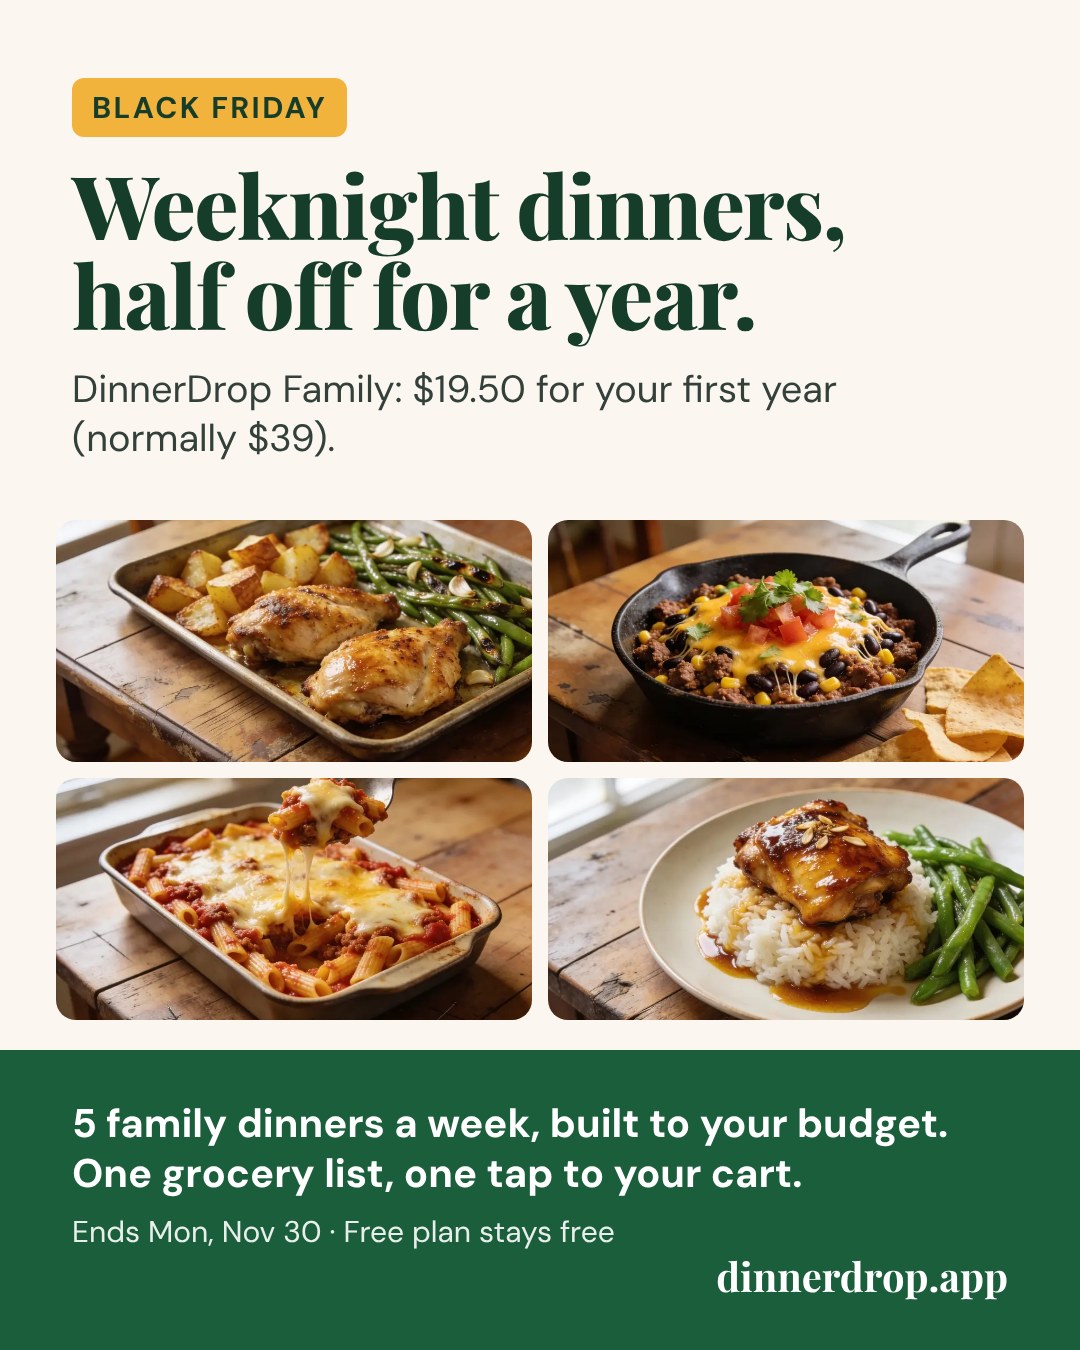 BLACK FRIDAY
Weeknight dinners,
half off for a year.
DinnerDrop Family: $19.50 for your first year
(normally $39).
5 family dinners a week, built to your budget.
One grocery list, one tap to your cart.
Ends Mon, Nov 30 · Free plan stays free
dinnerdrop.app